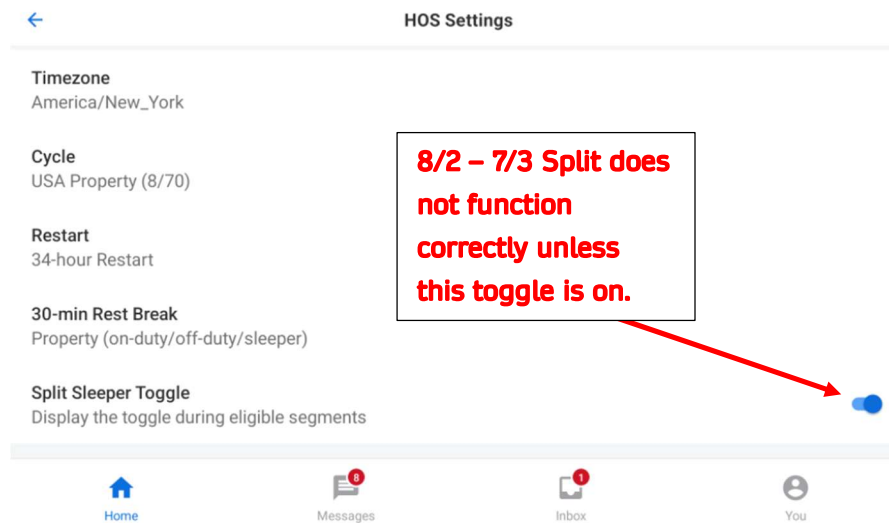 HOS Settings
Timezone
America/New_York
Cycle
USA Property (8/70)
Restart
34-hour Restart
30-min Rest Break
Property (on-duty/off-duty/sleeper)
Split Sleeper Toggle
Display the toggle during eligible segments
8/2 – 7/3 Split does
not function
correctly unless
this toggle is on.
8
1
Home
Messages
Inbox
You